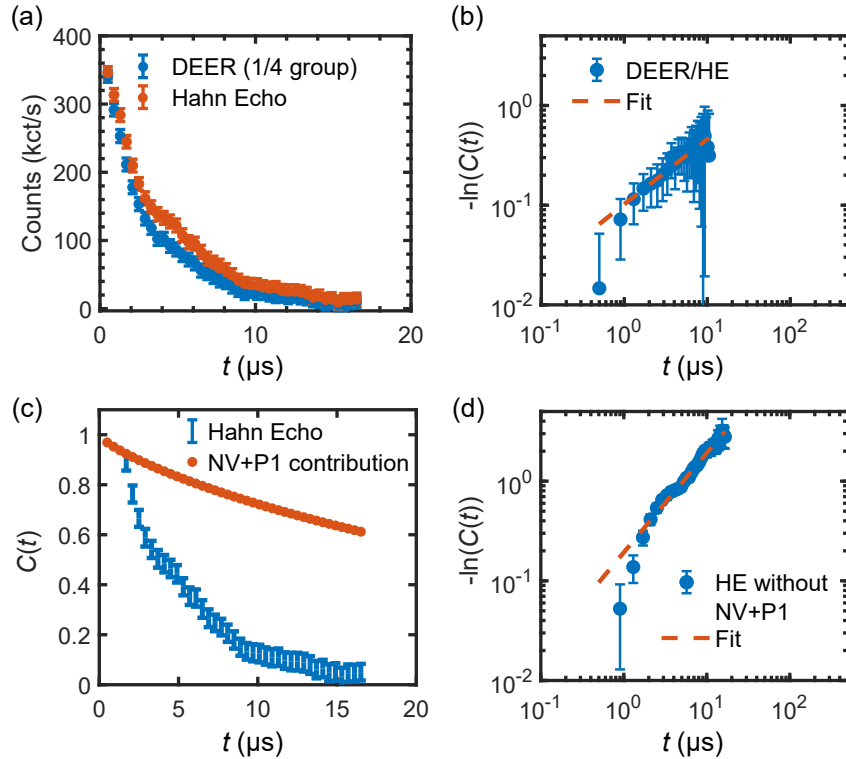 (a)
400
300
200
100
0
Counts (kct/s)
DEER (1/4 group)
Hahn Echo
0
10
20
t (μs)
(b)
10^0
10^-1
10^-2
-ln(C(t))
DEER/HE
Fit
10^-1
10^0
10^1
10^2
t (μs)
(c)
1
0.8
0.6
0.4
0.2
0
C(t)
Hahn Echo
NV+P1 contribution
0
5
10
15
20
t (μs)
(d)
10^0
10^-1
10^-2
-ln(C(t))
HE without
NV+P1
Fit
10^-1
10^0
10^1
10^2
t (μs)